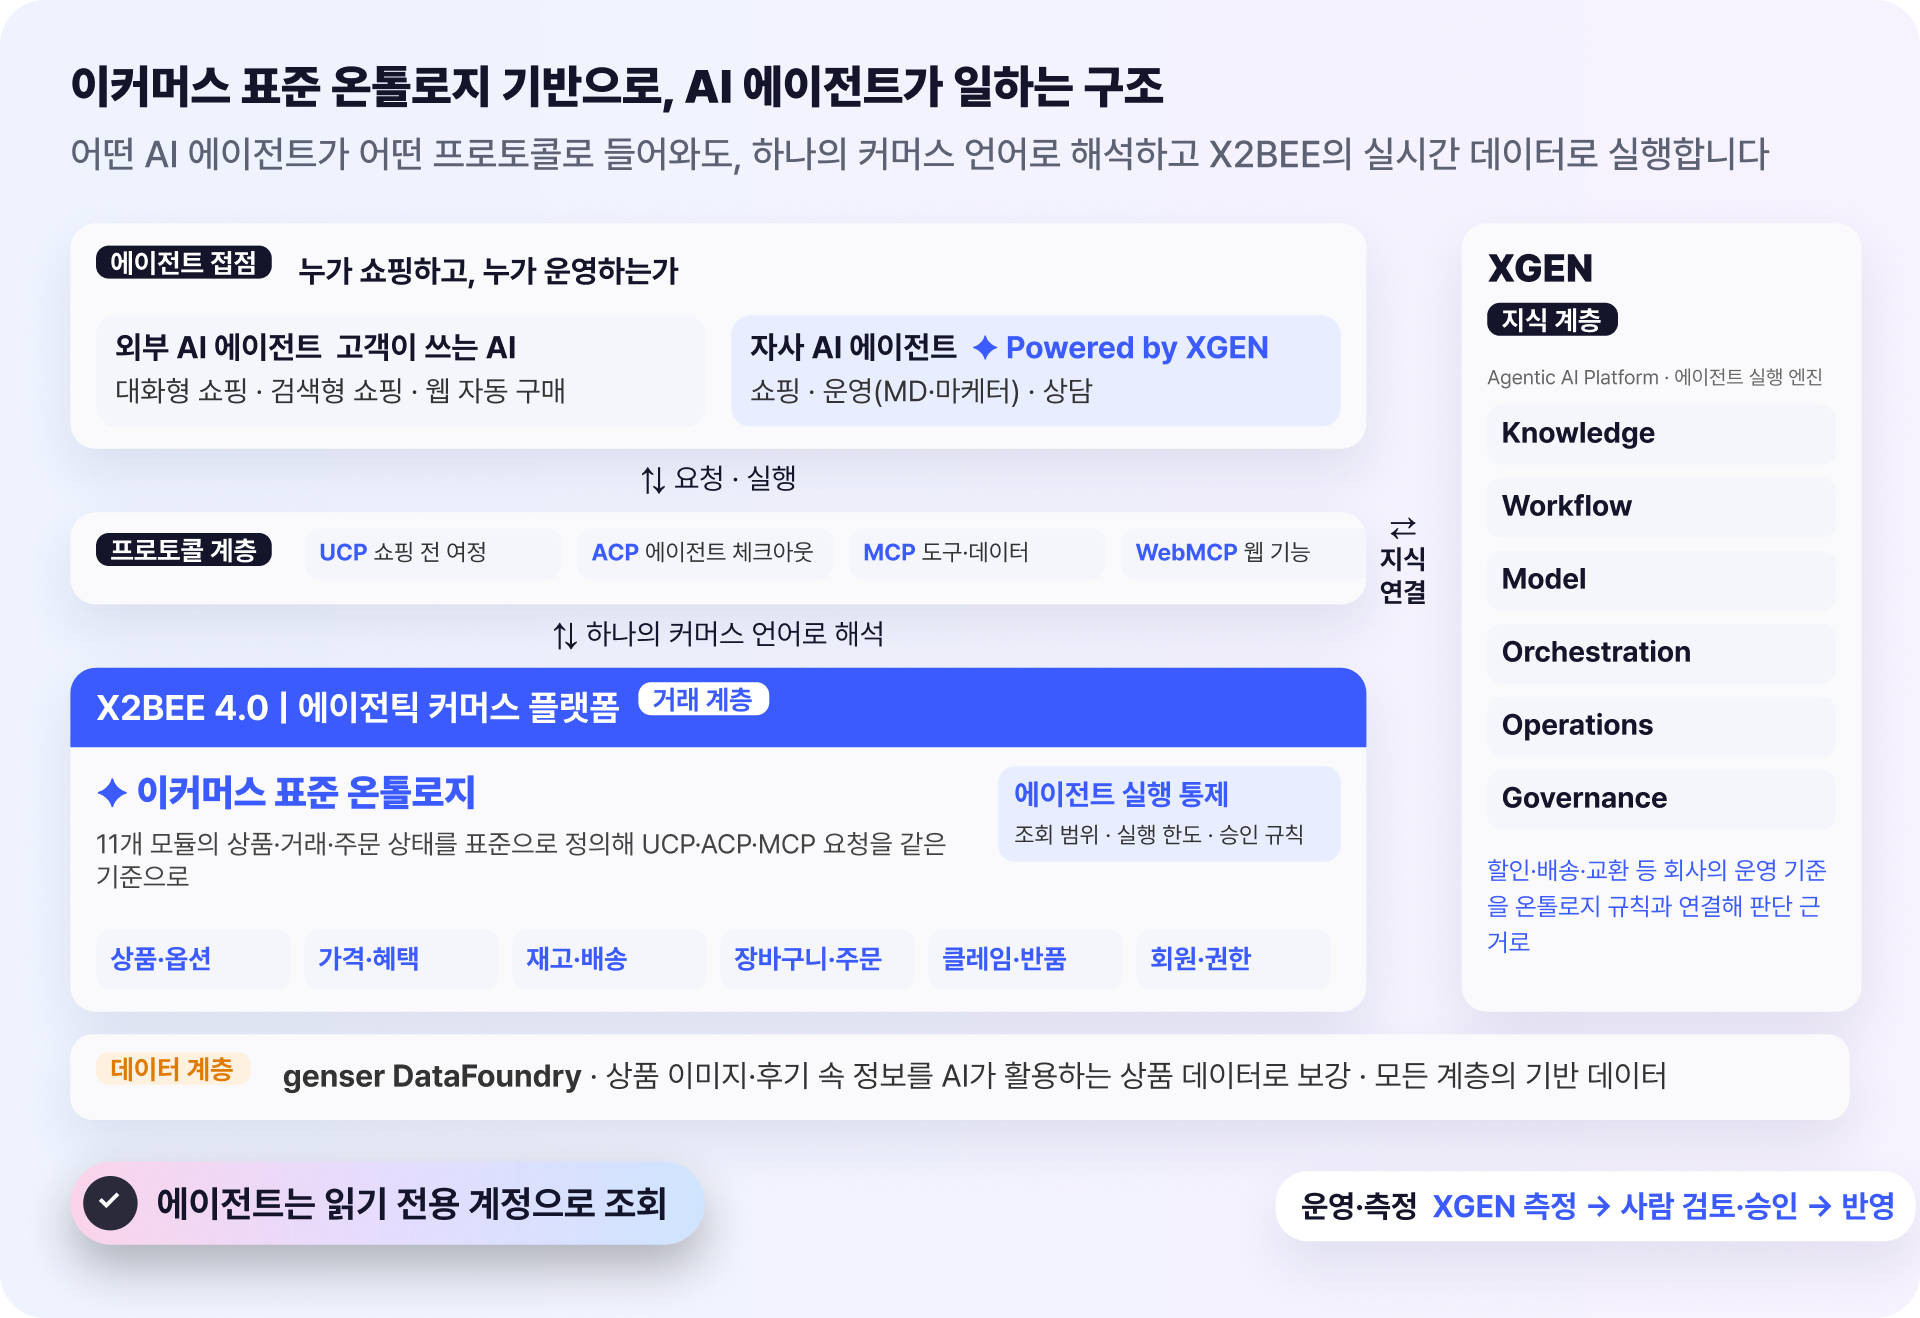 이커머스 표준 온톨로지 기반으로, AI 에이전트가 일하는 구조
어떤 AI 에이전트가 어떤 프로토콜로 들어와도, 하나의 커머스 언어로 해석하고 X2BEE의 실시간 데이터로 실행합니다
에이전트 접점 누가 쇼핑하고, 누가 운영하는가
외부 AI 에이전트 고객이 쓰는 AI
대화형 쇼핑 · 검색형 쇼핑 · 웹 자동 구매
자사 AI 에이전트 ✦ Powered by XGEN
쇼핑 · 운영(MD·마케터) · 상담
⇅ 요청 · 실행
프로토콜 계층 UCP 쇼핑 전 여정 ACP 에이전트 체크아웃 MCP 도구·데이터 WebMCP 웹 기능
⇅ 하나의 커머스 언어로 해석
X2BEE 4.0 | 에이전틱 커머스 플랫폼 거래 계층
✦ 이커머스 표준 온톨로지
11개 모듈의 상품·거래·주문 상태를 표준으로 정의해 UCP·ACP·MCP 요청을 같은
기준으로
에이전트 실행 통제
조회 범위 · 실행 한도 · 승인 규칙
상품·옵션 가격·혜택 재고·배송 장바구니·주문 클레임·반품 회원·권한
⇄
지식
연결
XGEN
지식 계층
Agentic AI Platform · 에이전트 실행 엔진
Knowledge
Workflow
Model
Orchestration
Operations
Governance
할인·배송·교환 등 회사의 운영 기준
을 온톨로지 규칙과 연결해 판단 근
거로
데이터 계층 genser DataFoundry · 상품 이미지·후기 속 정보를 AI가 활용하는 상품 데이터로 보강 · 모든 계층의 기반 데이터
에이전트는 읽기 전용 계정으로 조회
운영·측정 XGEN 측정 → 사람 검토·승인 → 반영